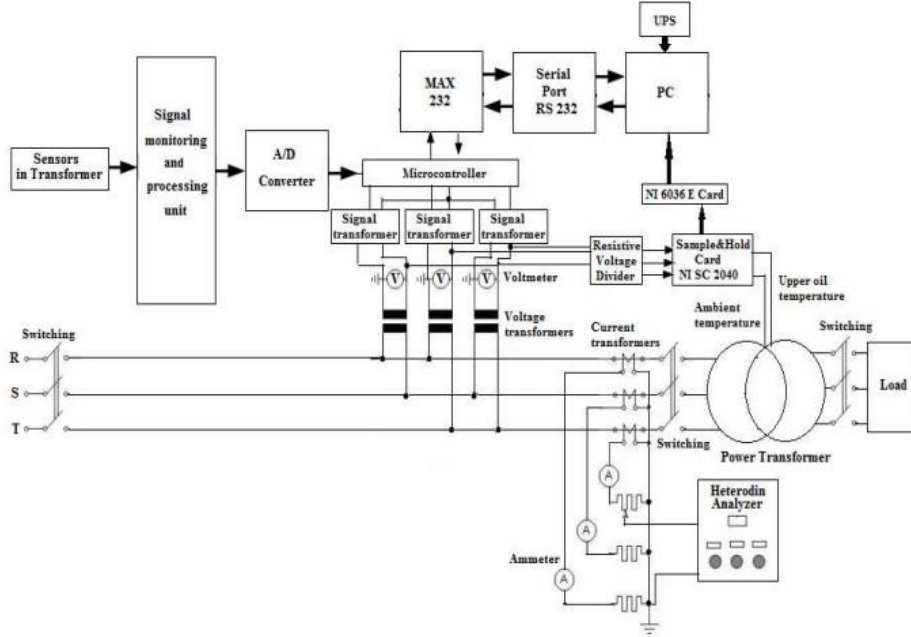 UPS
MAX
232
Serial
Port
RS 232
PC
Signal
monitoring
and
processing
unit
Sensors
in Transformer
A/D
Converter
Microcontroller
NI 6036 E Card
Signal
transformer
Signal
transformer
Signal
transformer
Resistive
Voltage
Divider
Sample&Hold
Card
NI SC 2040
V
V
V
Voltmeter
Upper oil
temperature
Ambient
temperature
Voltage
transformers
Current
transformers
Switching
Switching
R
S
T
Load
Switching
Power Transformer
A
A
A
Ammeter
Heterodin
Analyzer